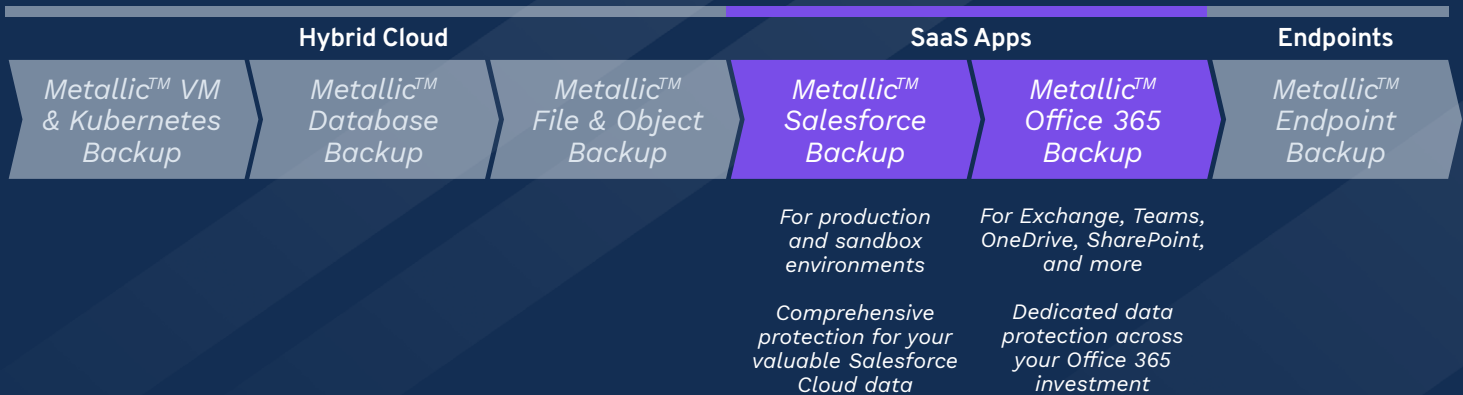 Hybrid Cloud
SaaS Apps
Endpoints
Metallic™ VM
& Kubernetes
Backup
Metallic™
Database
Backup
Metallic™
File & Object
Backup
Metallic™
Salesforce
Backup
Metallic™
Office 365
Backup
Metallic™
Endpoint
Backup
For production
and sandbox
environments
Comprehensive
protection for your
valuable Salesforce
Cloud data
For Exchange, Teams,
OneDrive, SharePoint,
and more
Dedicated data
protection across
your Office 365
investment